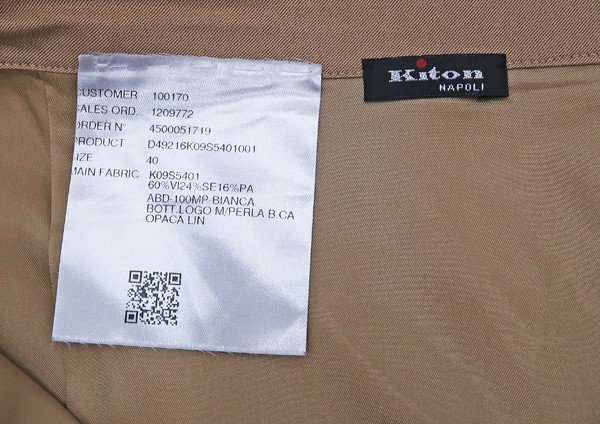 CUSTOMER 100170
SALES ORD. 1209772
ORDER N° 4500051719
PRODUCT D49216K09S5401001
SIZE 40
MAIN FABRIC K09S5401
60%VI24%SE16%PA
ABD-100MP-BIANCA
BOTT.LOGO M/PERLA B.CA
OPACA LIN
Kiton
NAPOLI